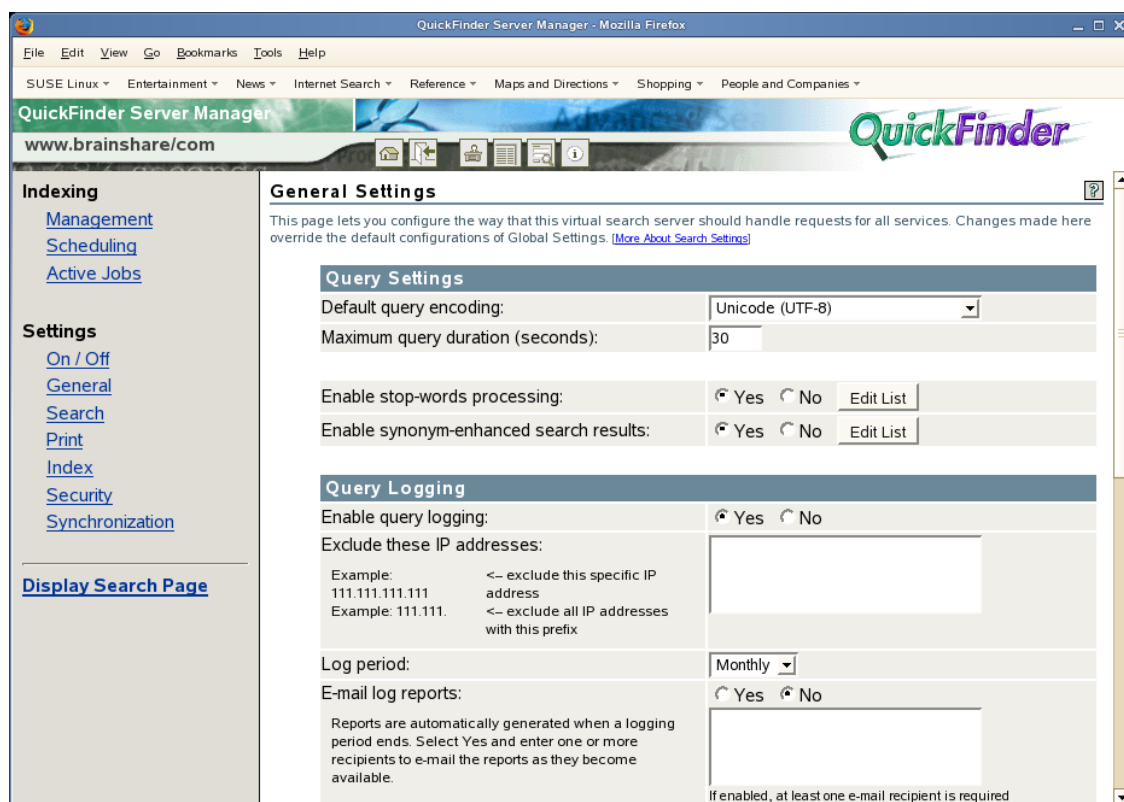 QuickFinder Server Manager - Mozilla Firefox
File Edit View Go Bookmarks Tools Help
SUSE Linux Entertainment News Internet Search Reference Maps and Directions Shopping People and Companies
QuickFinder Server Manager
Advanced Sea
www.brainshare/com
QuickFinder
Indexing
Management
Scheduling
Active Jobs
Settings
On / Off
General
Search
Print
Index
Security
Synchronization
Display Search Page
General Settings
?
This page lets you configure the way that this virtual search server should handle requests for all services. Changes made here
override the default configurations of Global Settings. [More About Search Settings]
Query Settings
Default query encoding: Unicode (UTF-8)
Maximum query duration (seconds): 30
Enable stop-words processing: Yes No Edit List
Enable synonym-enhanced search results: Yes No Edit List
Query Logging
Enable query logging: Yes No
Exclude these IP addresses:
Example: <– exclude this specific IP
111.111.111.111 address
Example: 111.111. <– exclude all IP addresses
with this prefix
Log period: Monthly
E-mail log reports: Yes No
Reports are automatically generated when a logging
period ends. Select Yes and enter one or more
recipients to e-mail the reports as they become
available.
If enabled, at least one e-mail recipient is required